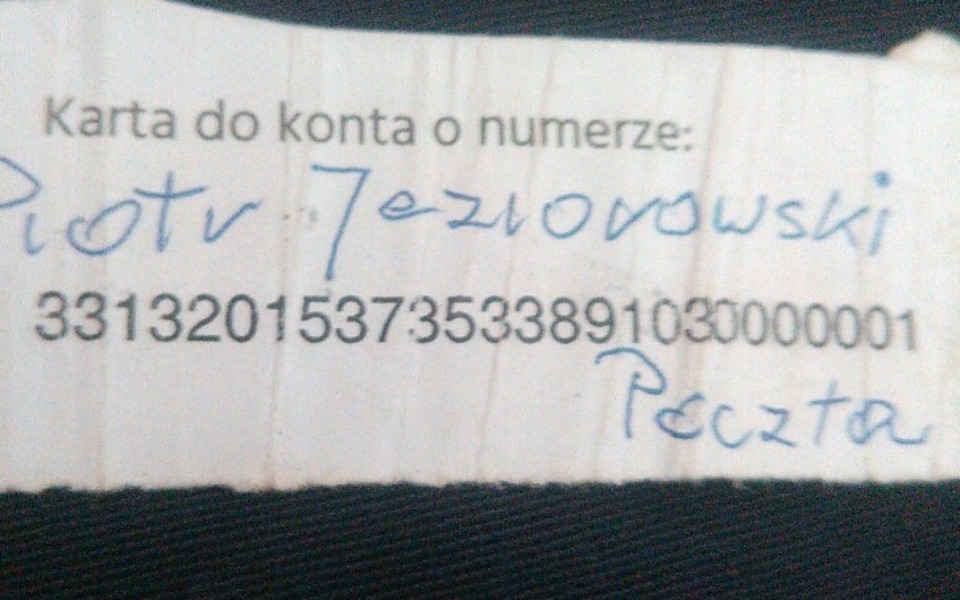 Karta do konta o numerze:
Piotr Jeziorowski
33132015373533891030000001
Poczta